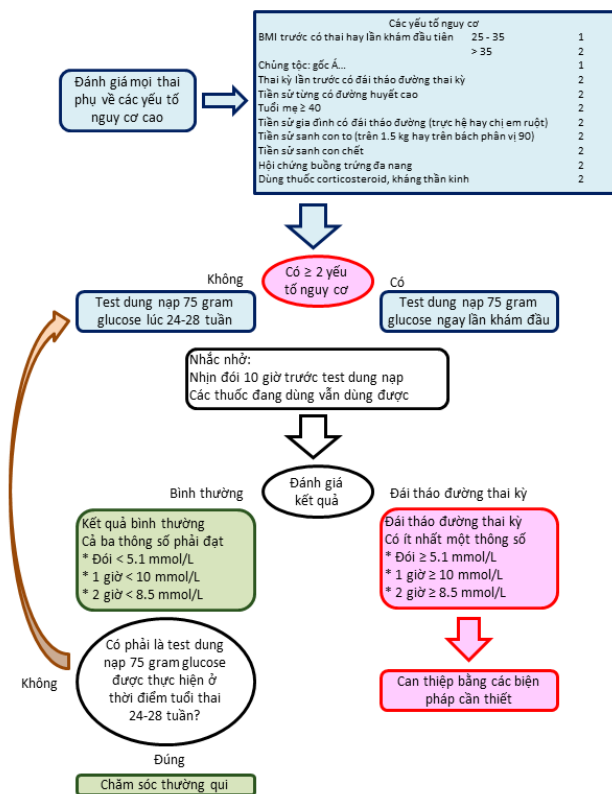 Các yếu tố nguy cơ
BMI trước có thai hay lần khám đầu tiên 25 - 35 1
> 35 2
Chủng tộc: gốc Á... 1
Thai kỳ lần trước có đái tháo đường thai kỳ 2
Tiền sử từng có đường huyết cao 2
Tuổi mẹ ≥ 40 2
Tiền sử gia đình có đái tháo đường (trực hệ hay chị em ruột) 2
Tiền sử sanh con to (trên 1.5 kg hay trên bách phân vị 90) 2
Tiền sử sanh con chết 2
Hội chứng buồng trứng đa nang 2
Dùng thuốc corticosteroid, kháng thần kinh 2
Đánh giá mọi thai
phụ về các yếu tố
nguy cơ cao
Có ≥ 2 yếu
tố nguy cơ
Không
Có
Test dung nạp 75 gram
glucose lúc 24-28 tuần
Test dung nạp 75 gram
glucose ngay lần khám đầu
Nhắc nhở:
Nhịn đói 10 giờ trước test dung nạp
Các thuốc đang dùng vẫn dùng được
Đánh giá
kết quả
Bình thường
Đái tháo đường thai kỳ
Kết quả bình thường
Cả ba thông số phải đạt
* Đói < 5.1 mmol/L
* 1 giờ < 10 mmol/L
* 2 giờ < 8.5 mmol/L
Đái tháo đường thai kỳ
Có ít nhất một thông số
* Đói ≥ 5.1 mmol/L
* 1 giờ ≥ 10 mmol/L
* 2 giờ ≥ 8.5 mmol/L
Có phải là test dung
nạp 75 gram glucose
được thực hiện ở
thời điểm tuổi thai
24-28 tuần?
Không
Can thiệp bằng các biện
pháp cần thiết
Đúng
Chăm sóc thường qui